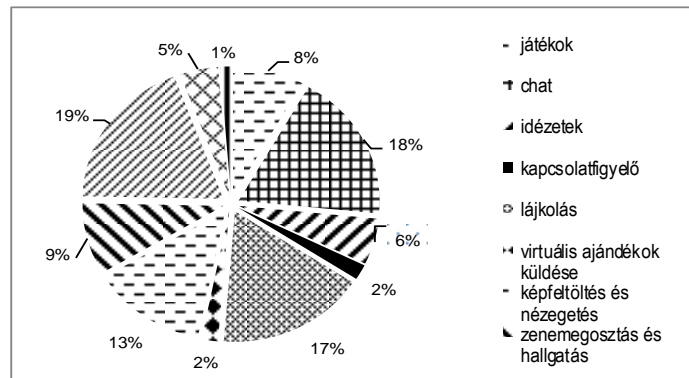 5%
1%
8%
19%
18%
9%
6%
2%
13%
2%
17%
játékok
chat
idézetek
kapcsolatfigyelő
lájkolás
virtuális ajándékok
küldése
képfeltöltés és
nézegetés
zenemegosztás és
hallgatás